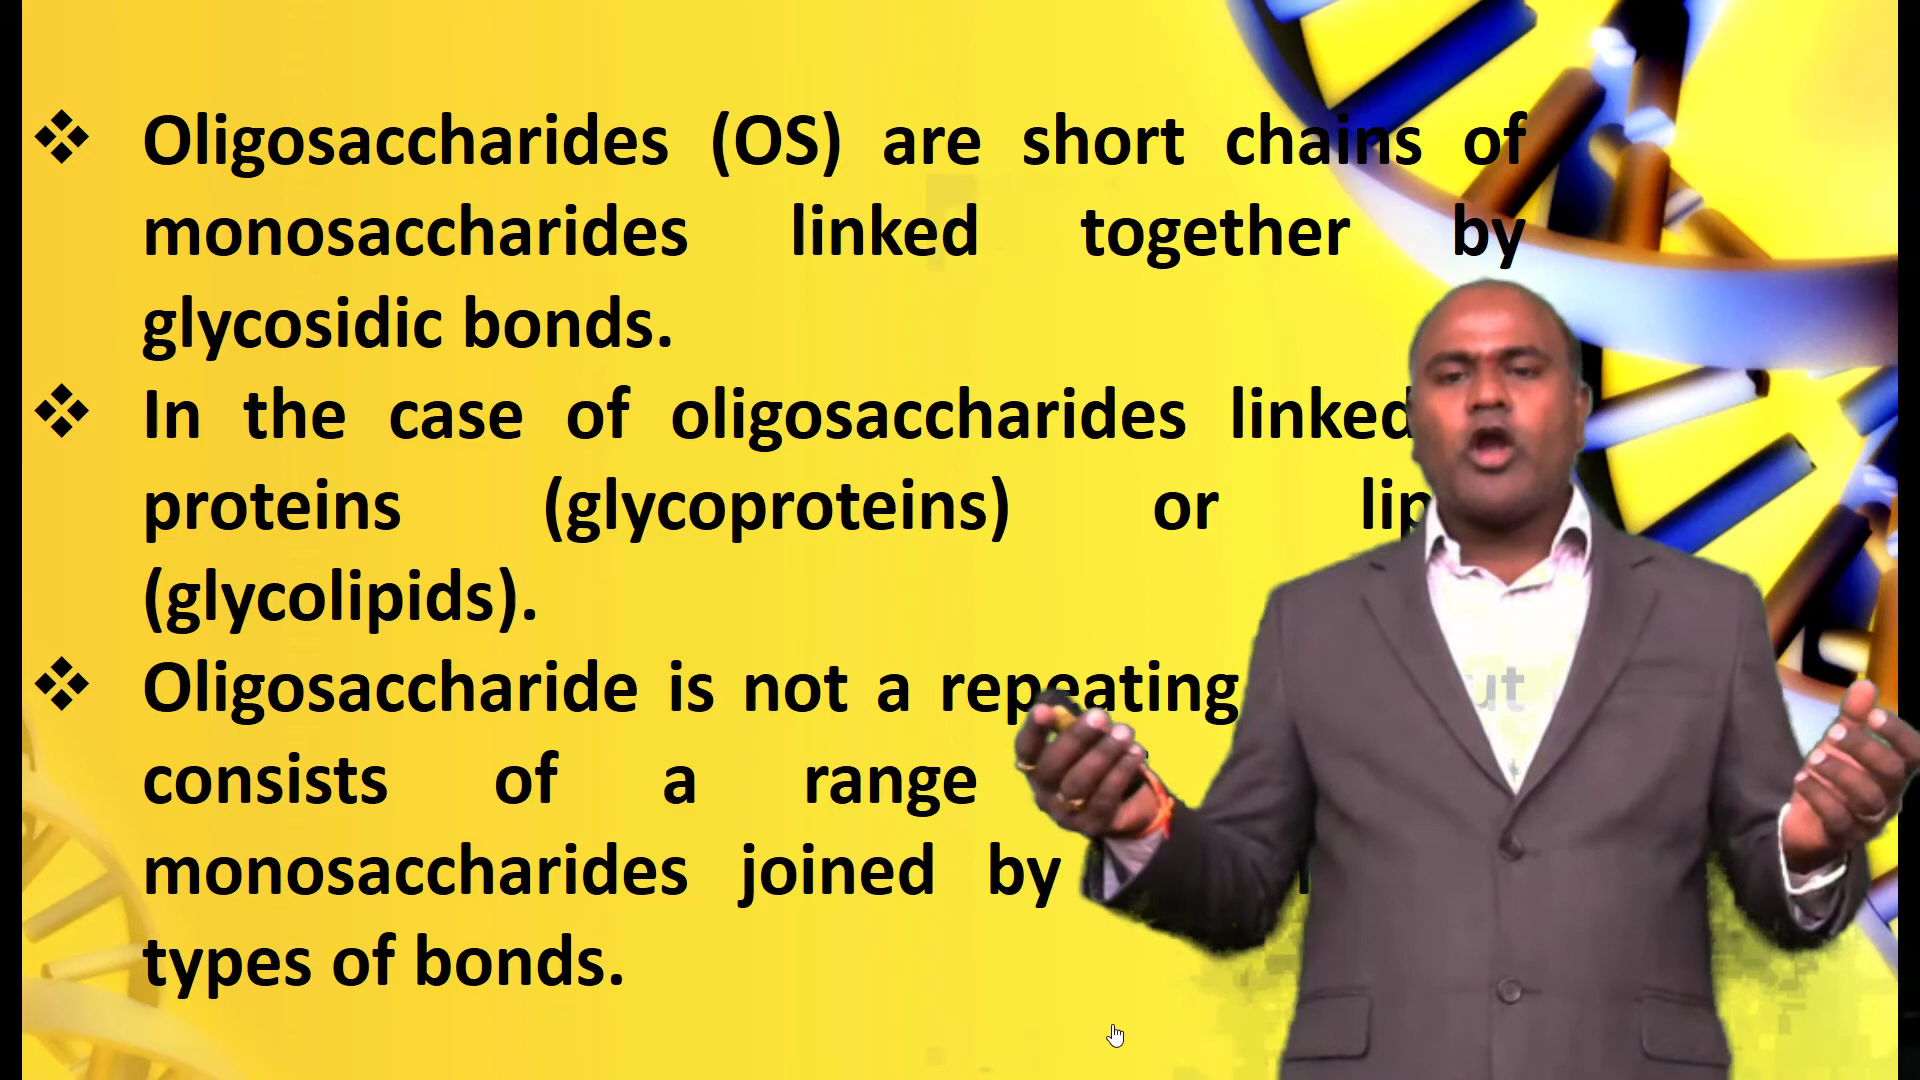 ❖ Oligosaccharides (OS) are short chains of
monosaccharides linked together by
glycosidic bonds.
❖ In the case of oligosaccharides linked
proteins (glycoproteins) or
(glycolipids).
❖ Oligosaccharide is not a repeating
consists of a range
monosaccharides joined by
types of bonds.